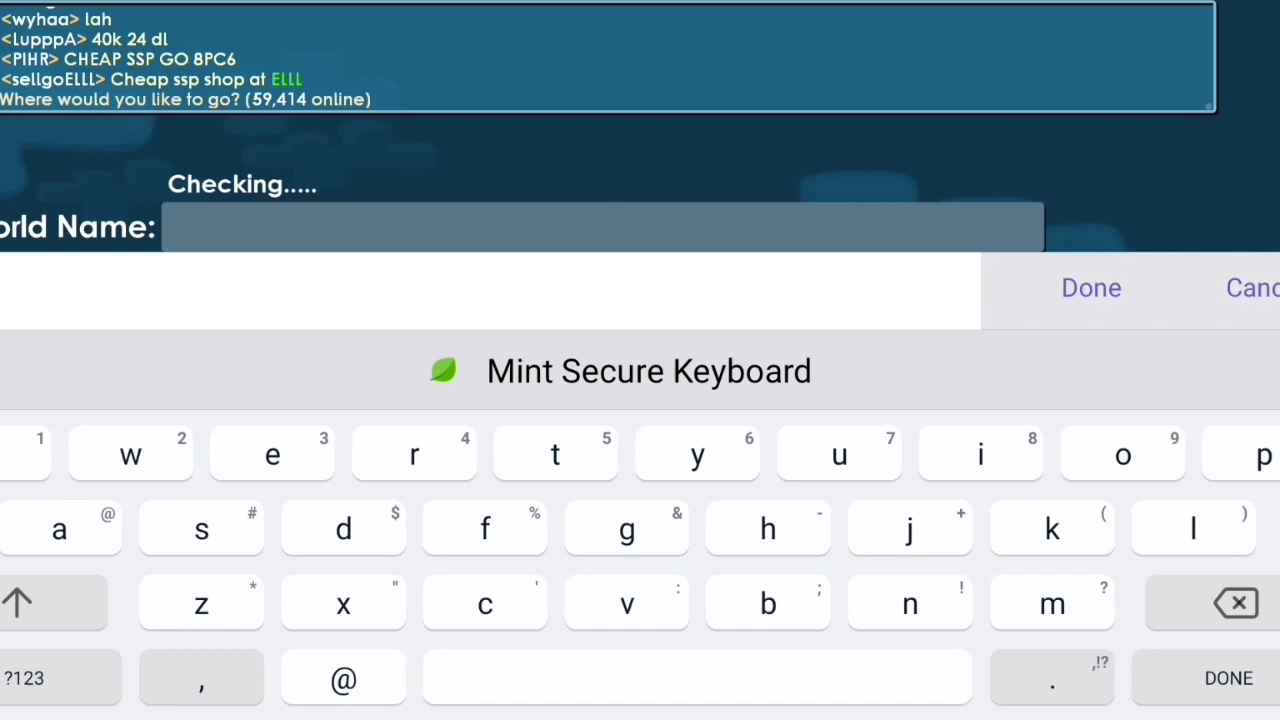 <wyhaa> lah
<LupppA> 40k 24 dl
<PIHR> CHEAP SSP GO 8PC6
<sellgoELLL> Cheap ssp shop at ELLL
Where would you like to go? (59,414 online)
Checking.....
orld Name:
Done Canc
Mint Secure Keyboard
1 w 2 e 3 r 4 t 5 y 6 u 7 i 8 o 9 p
a @ s # d $ f % g & h - j + k ( l )
z * x " c ' v : b ; n ! m ?
?123 , @ . ,!? DONE